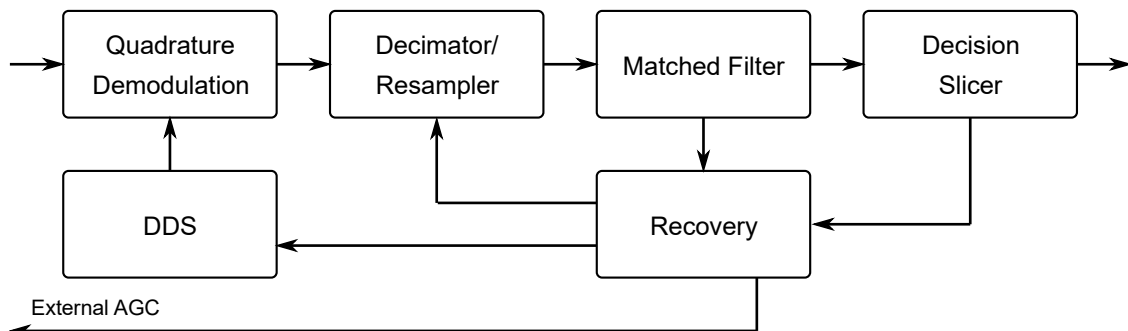 Quadrature
Demodulation
Decimator/
Resampler
Matched Filter
Decision
Slicer
DDS
Recovery
External AGC